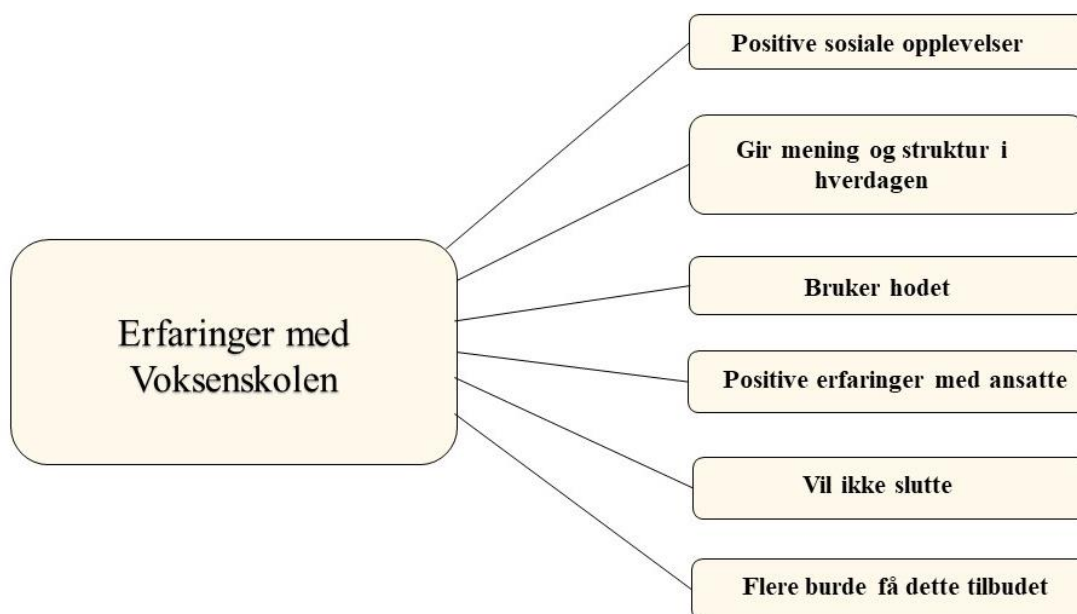 Erfaringer med
Voksenskolen
Positive sosiale opplevelser
Gir mening og struktur i
hverdagen
Bruker hodet
Positive erfaringer med ansatte
Vil ikke slutte
Flere burde få dette tilbudet